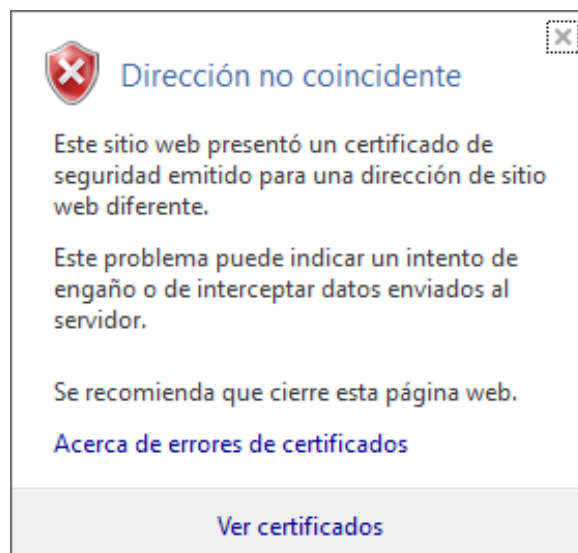 Dirección no coincidente
Este sitio web presentó un certificado de
seguridad emitido para una dirección de sitio
web diferente.
Este problema puede indicar un intento de
engaño o de interceptar datos enviados al
servidor.
Se recomienda que cierre esta página web.
Acerca de errores de certificados
Ver certificados